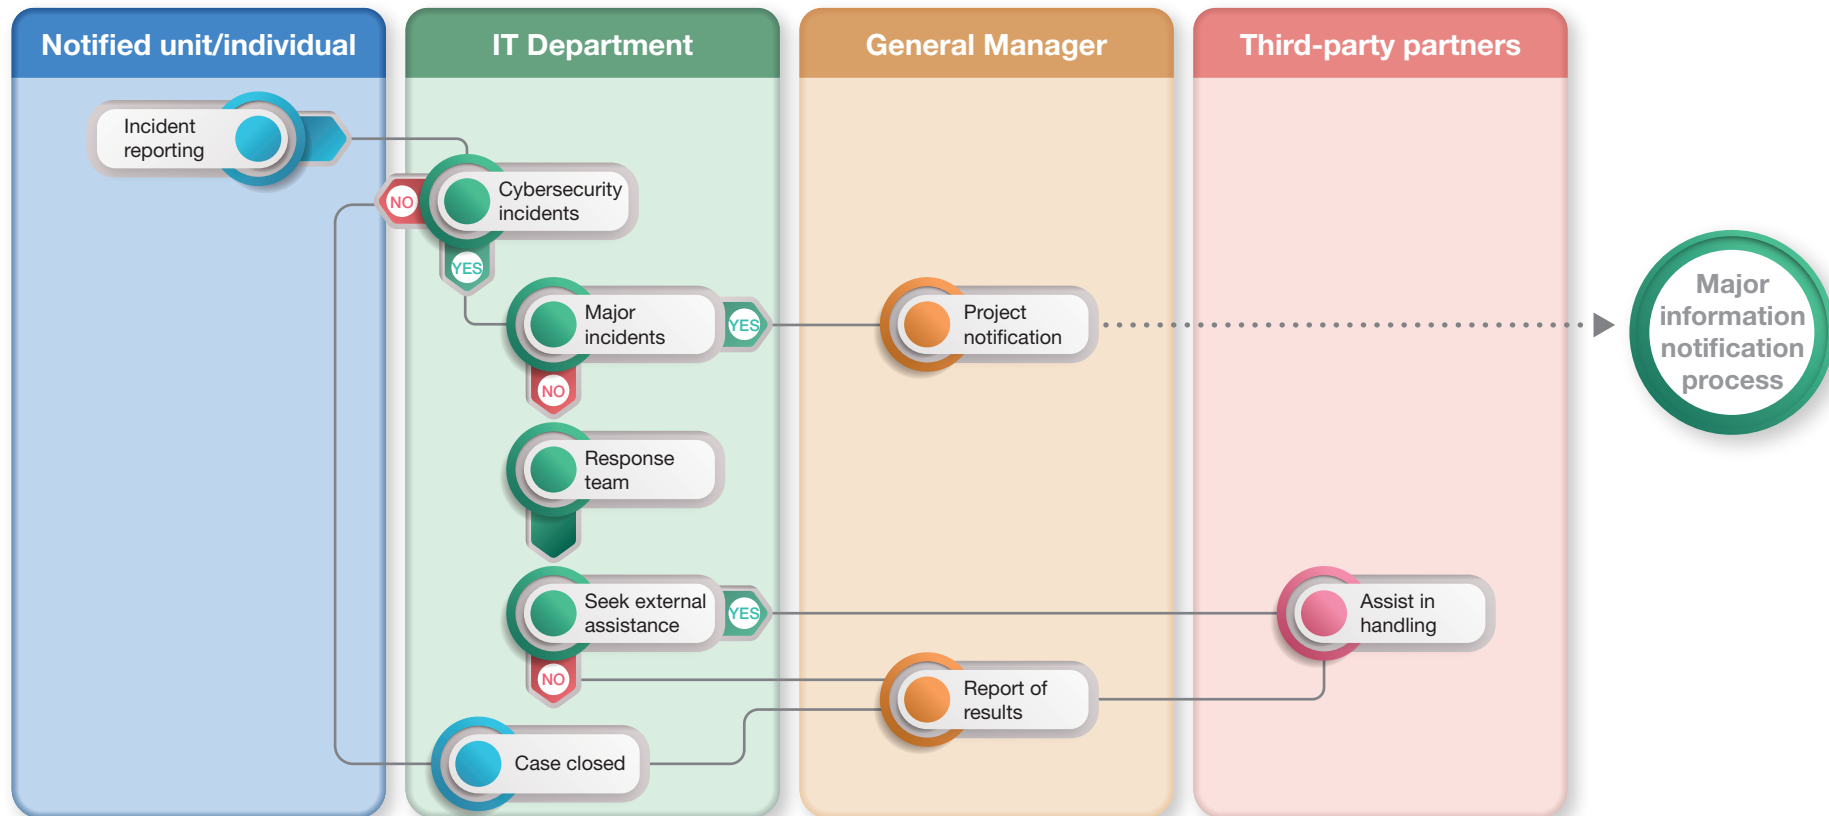 Notified unit/individual
IT Department
General Manager
Third-party partners
Incident
reporting
NO
Cybersecurity
incidents
YES
Major
incidents
YES
Project
notification
Major
information
notification
process
NO
Response
team
Seek external
assistance
YES
Assist in
handling
NO
Report of
results
Case closed